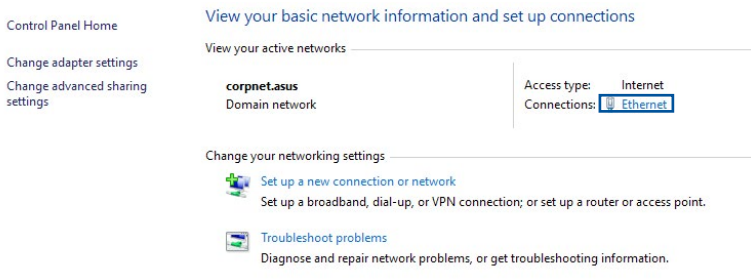 Control Panel Home
Change adapter settings
Change advanced sharing
settings
View your basic network information and set up connections
View your active networks
corpnet.asus
Domain network
Access type: Internet
Connections: Ethernet
Change your networking settings
Set up a new connection or network
Set up a broadband, dial-up, or VPN connection; or set up a router or access point.
Troubleshoot problems
Diagnose and repair network problems, or get troubleshooting information.